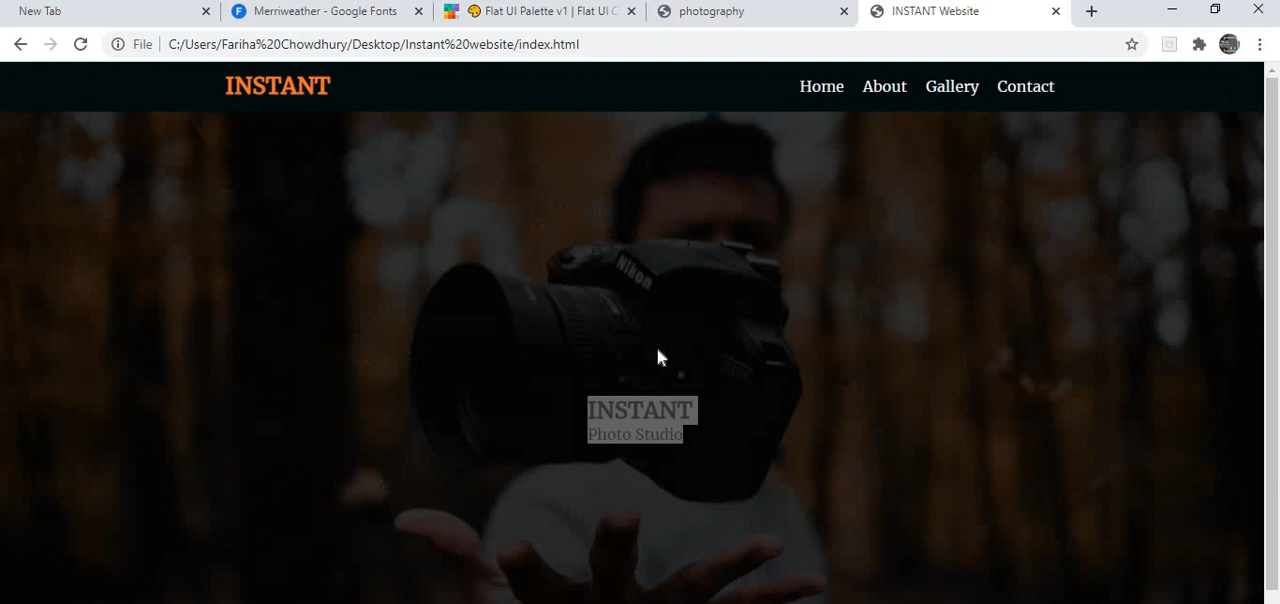 New Tab
Merriweather - Google Fonts
Flat UI Palette v1 | Flat UI C
photography
INSTANT Website
File
C:/Users/Fariha%20Chowdhury/Desktop/Instant%20website/index.html
INSTANT
Home About Gallery Contact
Nikon
INSTANT
Photo Studio